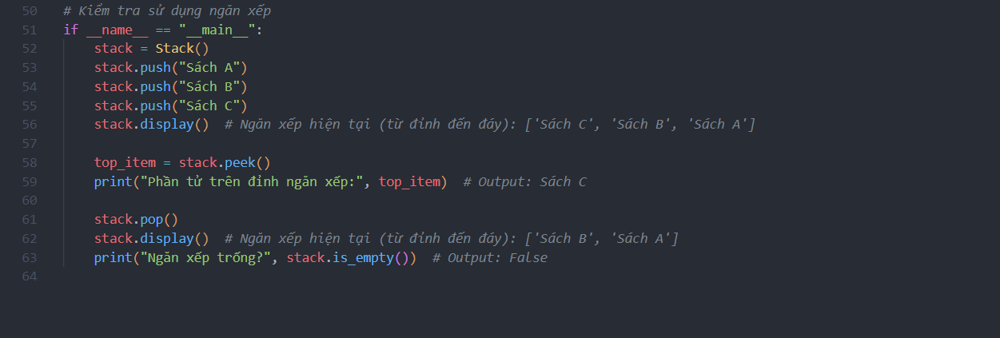 50 # Kiểm tra sử dụng ngăn xếp
51 if __name__ == "__main__":
52 stack = Stack()
53 stack.push("Sách A")
54 stack.push("Sách B")
55 stack.push("Sách C")
56 stack.display() # Ngăn xếp hiện tại (từ đỉnh đến đáy): ['Sách C', 'Sách B', 'Sách A']
57
58 top_item = stack.peek()
59 print("Phần tử trên đỉnh ngăn xếp:", top_item) # Output: Sách C
60
61 stack.pop()
62 stack.display() # Ngăn xếp hiện tại (từ đỉnh đến đáy): ['Sách B', 'Sách A']
63 print("Ngăn xếp trống?", stack.is_empty()) # Output: False
64